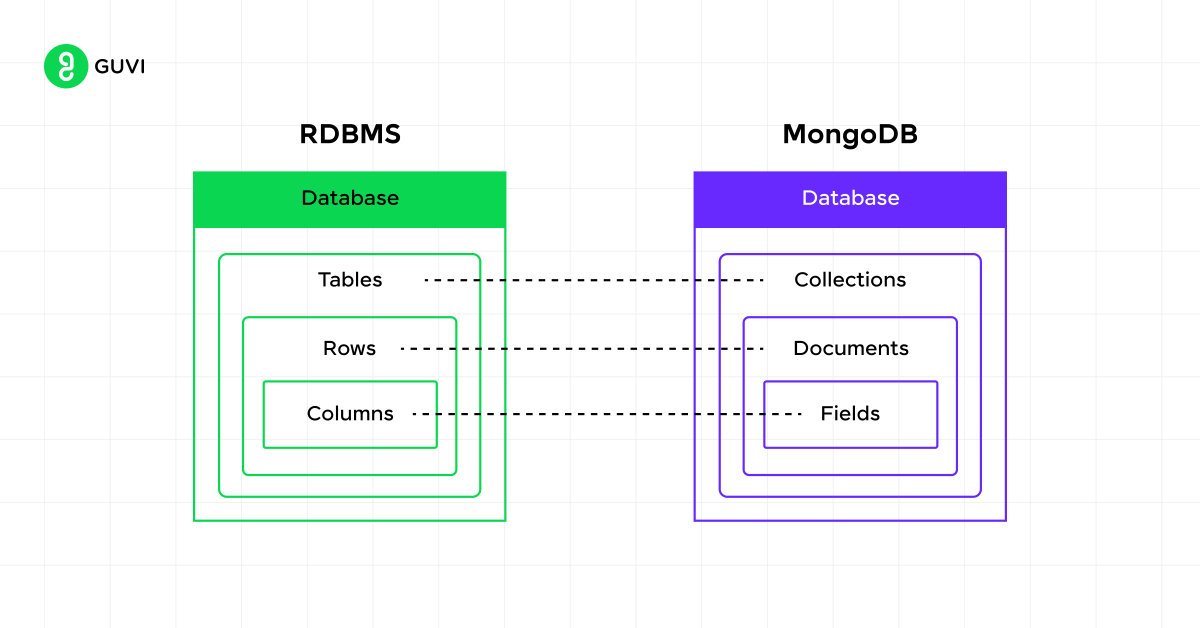 GUVI
RDBMS
MongoDB
Database
Database
Tables
Collections
Rows
Documents
Columns
Fields